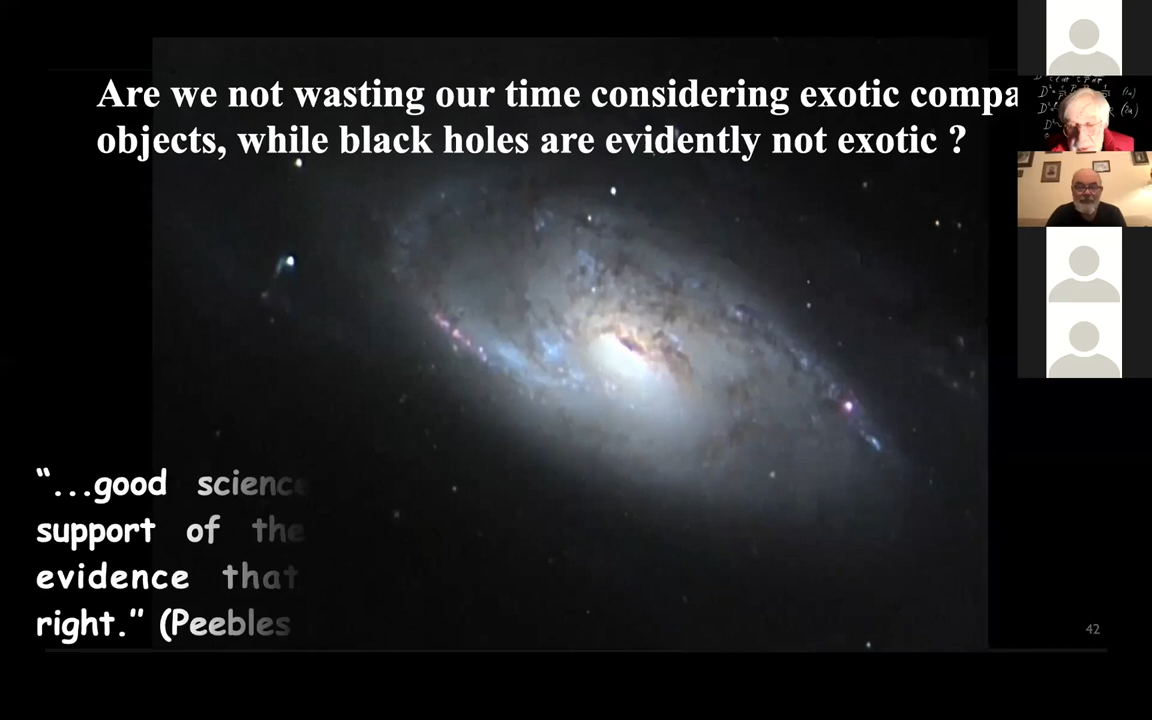 Are we not wasting our time considering exotic compa
objects, while black holes are evidently not exotic ?
“...good science
support of the
evidence that
right.” (Peebles
42